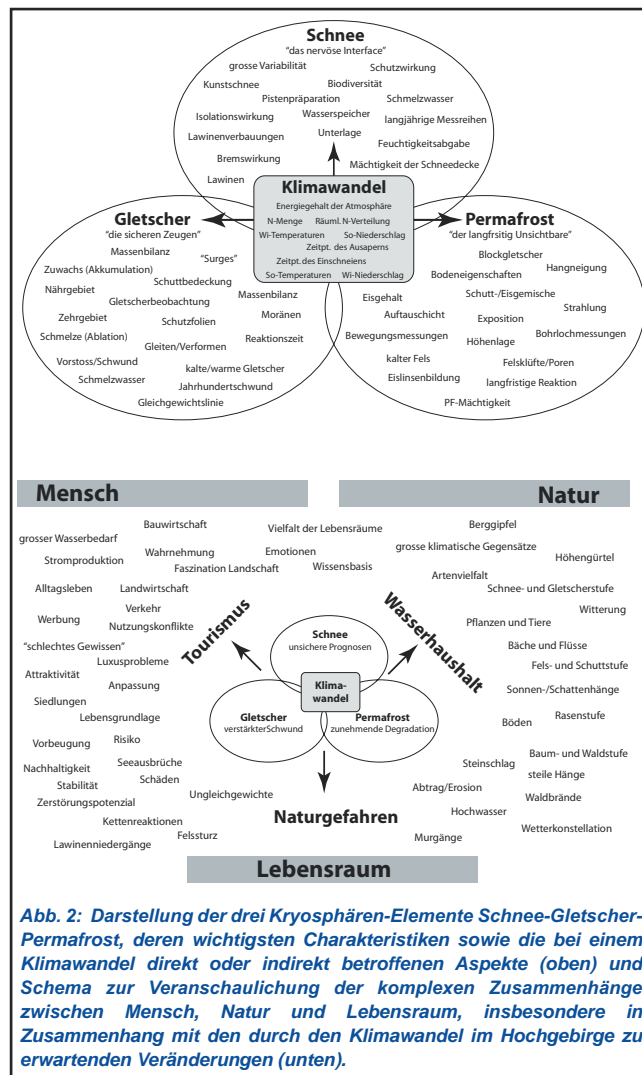 Schnee
"das nervöse Interface"
grosse Variabilität
Schutzwirkung
Kunstschnee
Biodiversität
Pistenpräparation
Schmelzwasser
Isolationswirkung
Wasserspeicher
langjährige Messreihen
Lawinenverbauungen
Unterlage
Feuchtigkeitsabgabe
Bremswirkung
Mächtigkeit der Schneedecke
Lawinen
Klimawandel
Energiegehalt der Atmosphäre
N-Menge Räuml. N-Verteilung
Wi-Temperaturen So-Niederschlag
Zeitpt. des Ausaperns
Zeitpt. des Einschneiens
So-Temperaturen Wi-Niederschlag
Gletscher
"die sicheren Zeugen"
Massenbilanz
"Surges"
Zuwachs (Akkumulation)
Schuttbedeckung
Nährgebiet
Massenbilanz
Gletscherbeobachtung
Moränen
Zehrgebiet
Schutzfolien
Schmelze (Ablation)
Reaktionszeit
Gleiten/Verformen
Vorstoss/Schwund
kalte/warme Gletscher
Schmelzwasser
Jahrhundertschwund
Gleichgewichtslinie
Permafrost
"der langfrsitig Unsichtbare"
Blockgletscher
Hangneigung
Bodeneigenschaften
Eisgehalt
Schutt-/Eisgemische
Strahlung
Auftauschicht
Exposition
Bewegungsmessungen
Bohrlochmessungen
Höhenlage
kalter Fels
Felsklüfte/Poren
Eislinsenbildung
langfristige Reaktion
PF-Mächtigkeit
Mensch
Natur
Bauwirtschaft
Vielfalt der Lebensräume
Berggipfel
grosser Wasserbedarf
Wahrnehmung
Emotionen
grosse klimatische Gegensätze
Höhengürtel
Stromproduktion
Faszination Landschaft
Wissensbasis
Artenvielfalt
Alltagsleben
Landwirtschaft
Schnee- und Gletscherstufe
Verkehr
Witterung
Werbung
Nutzungskonflikte
Pflanzen und Tiere
"schlechtes Gewissen"
Bäche und Flüsse
Luxusprobleme
Fels- und Schuttstufe
Attraktivität
Anpassung
Sonnen-/Schattenhänge
Siedlungen
Lebensgrundlage
Rasenstufe
Böden
Vorbeugung
Risiko
Baum- und Waldstufe
Seeausbrüche
Steinschlag
Nachhaltigkeit
Schäden
steile Hänge
Stabilität
Ungleichgewichte
Abtrag/Erosion
Waldbrände
Zerstörungspotenzial
Hochwasser
Kettenreaktionen
Wetterkonstellation
Felssturz
Murgänge
Lawinenniedergänge
Tourismus
Wasserhaushalt
Schnee
unsichere Prognosen
Klima-
wandel
Gletscher
verstärkterSchwund
Permafrost
zunehmende Degradation
Naturgefahren
Lebensraum
Abb. 2: Darstellung der drei Kryosphären-Elemente Schnee-Gletscher-
Permafrost, deren wichtigsten Charakteristiken sowie die bei einem
Klimawandel direkt oder indirekt betroffenen Aspekte (oben) und
Schema zur Veranschaulichung der komplexen Zusammenhänge
zwischen Mensch, Natur und Lebensraum, insbesondere in
Zusammenhang mit den durch den Klimawandel im Hochgebirge zu
erwartenden Veränderungen (unten).